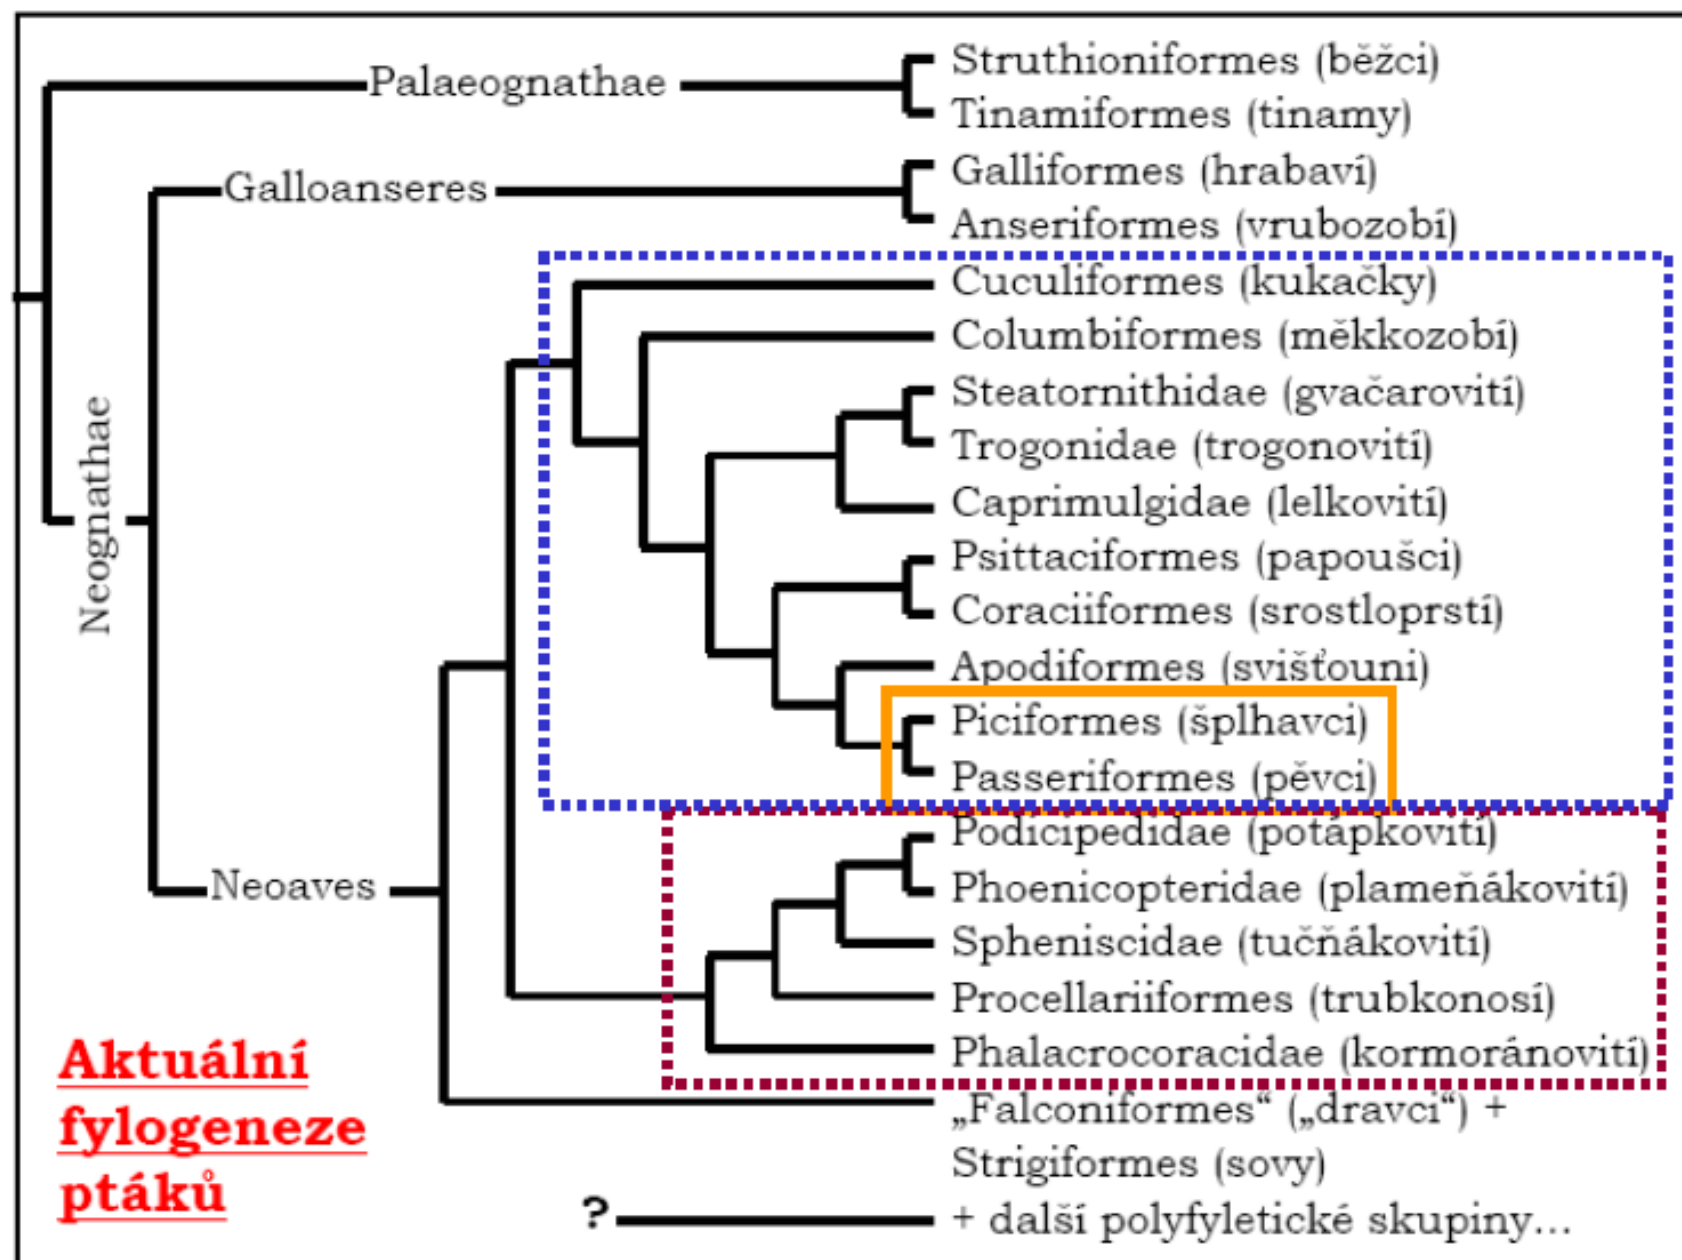 Palaeognathae
Struthioniformes (běžci)
Tinamiformes (tinamy)
Galloanseres
Galliformes (hrabaví)
Anseriformes (vrubozobí)
Cuculiformes (kukačky)
Columbiformes (měkkozobí)
Steatornithidae (gvačarovití)
Trogonidae (trogonovití)
Caprimulgidae (lelkovití)
Neognathae
Psittaciformes (papoušci)
Coraciiformes (srostloprstí)
Apodiformes (svišťouni)
Piciformes (šplhavci)
Passeriformes (pěvci)
Neoaves
Podicipedidae (potápkovití)
Phoenicopteridae (plameňákovití)
Spheniscidae (tučňákovití)
Procellariiformes (trubkonosí)
Phalacrocoracidae (kormoránovití)
„Falconiformes“ („dravci“) +
Strigiformes (sovy)
? + další polyfyletické skupiny...
Aktuální
fylogeneze
ptáků